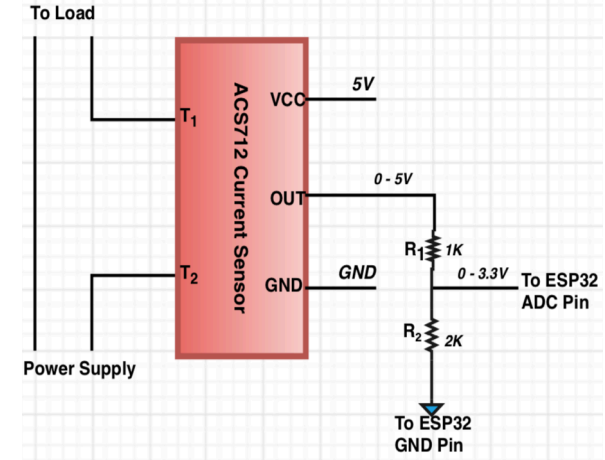 To Load
ACS712 Current Sensor
T1
T2
VCC
5V
OUT
0 - 5V
GND
GND
R1
1K
0 - 3.3V
To ESP32
ADC Pin
R2
2K
Power Supply
To ESP32
GND Pin